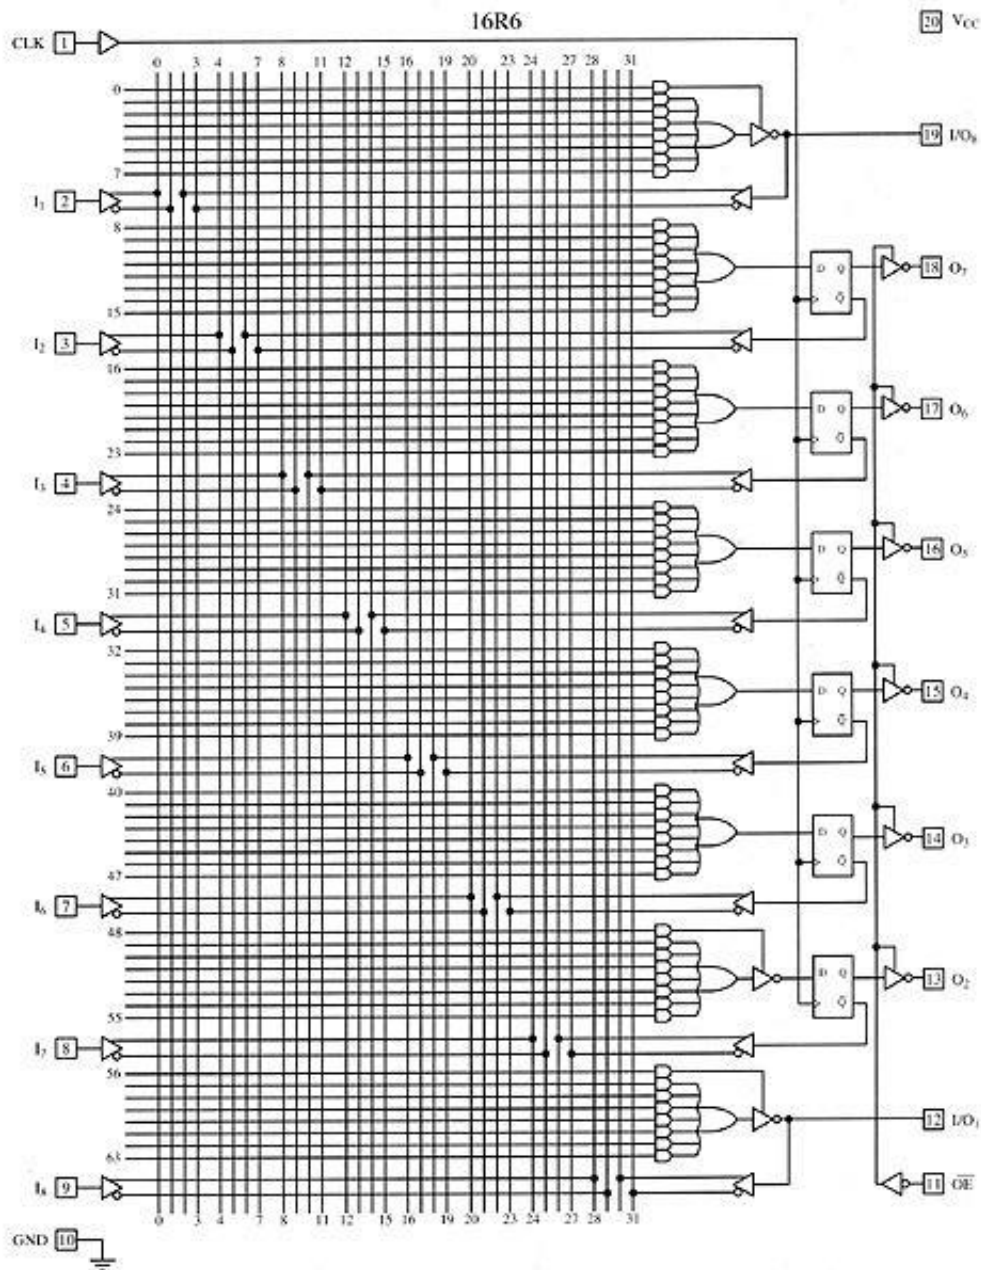 16R6
20 VCC
CLK 1
0 3 4 7 8 11 12 15 16 19 20 23 24 27 28 31
0
19 I/O8
7
I1 2
8
D Q
18 O7
Q̅
15
I2 3
16
D Q
17 O6
Q̅
23
I3 4
24
D Q
16 O5
Q̅
31
I4 5
32
D Q
15 O4
Q̅
39
I5 6
40
D Q
14 O3
Q̅
47
I6 7
48
D Q
13 O2
Q̅
55
I7 8
56
12 I/O1
63
I8 9
11 O̅E̅
0 3 4 7 8 11 12 15 16 19 20 23 24 27 28 31
GND 10